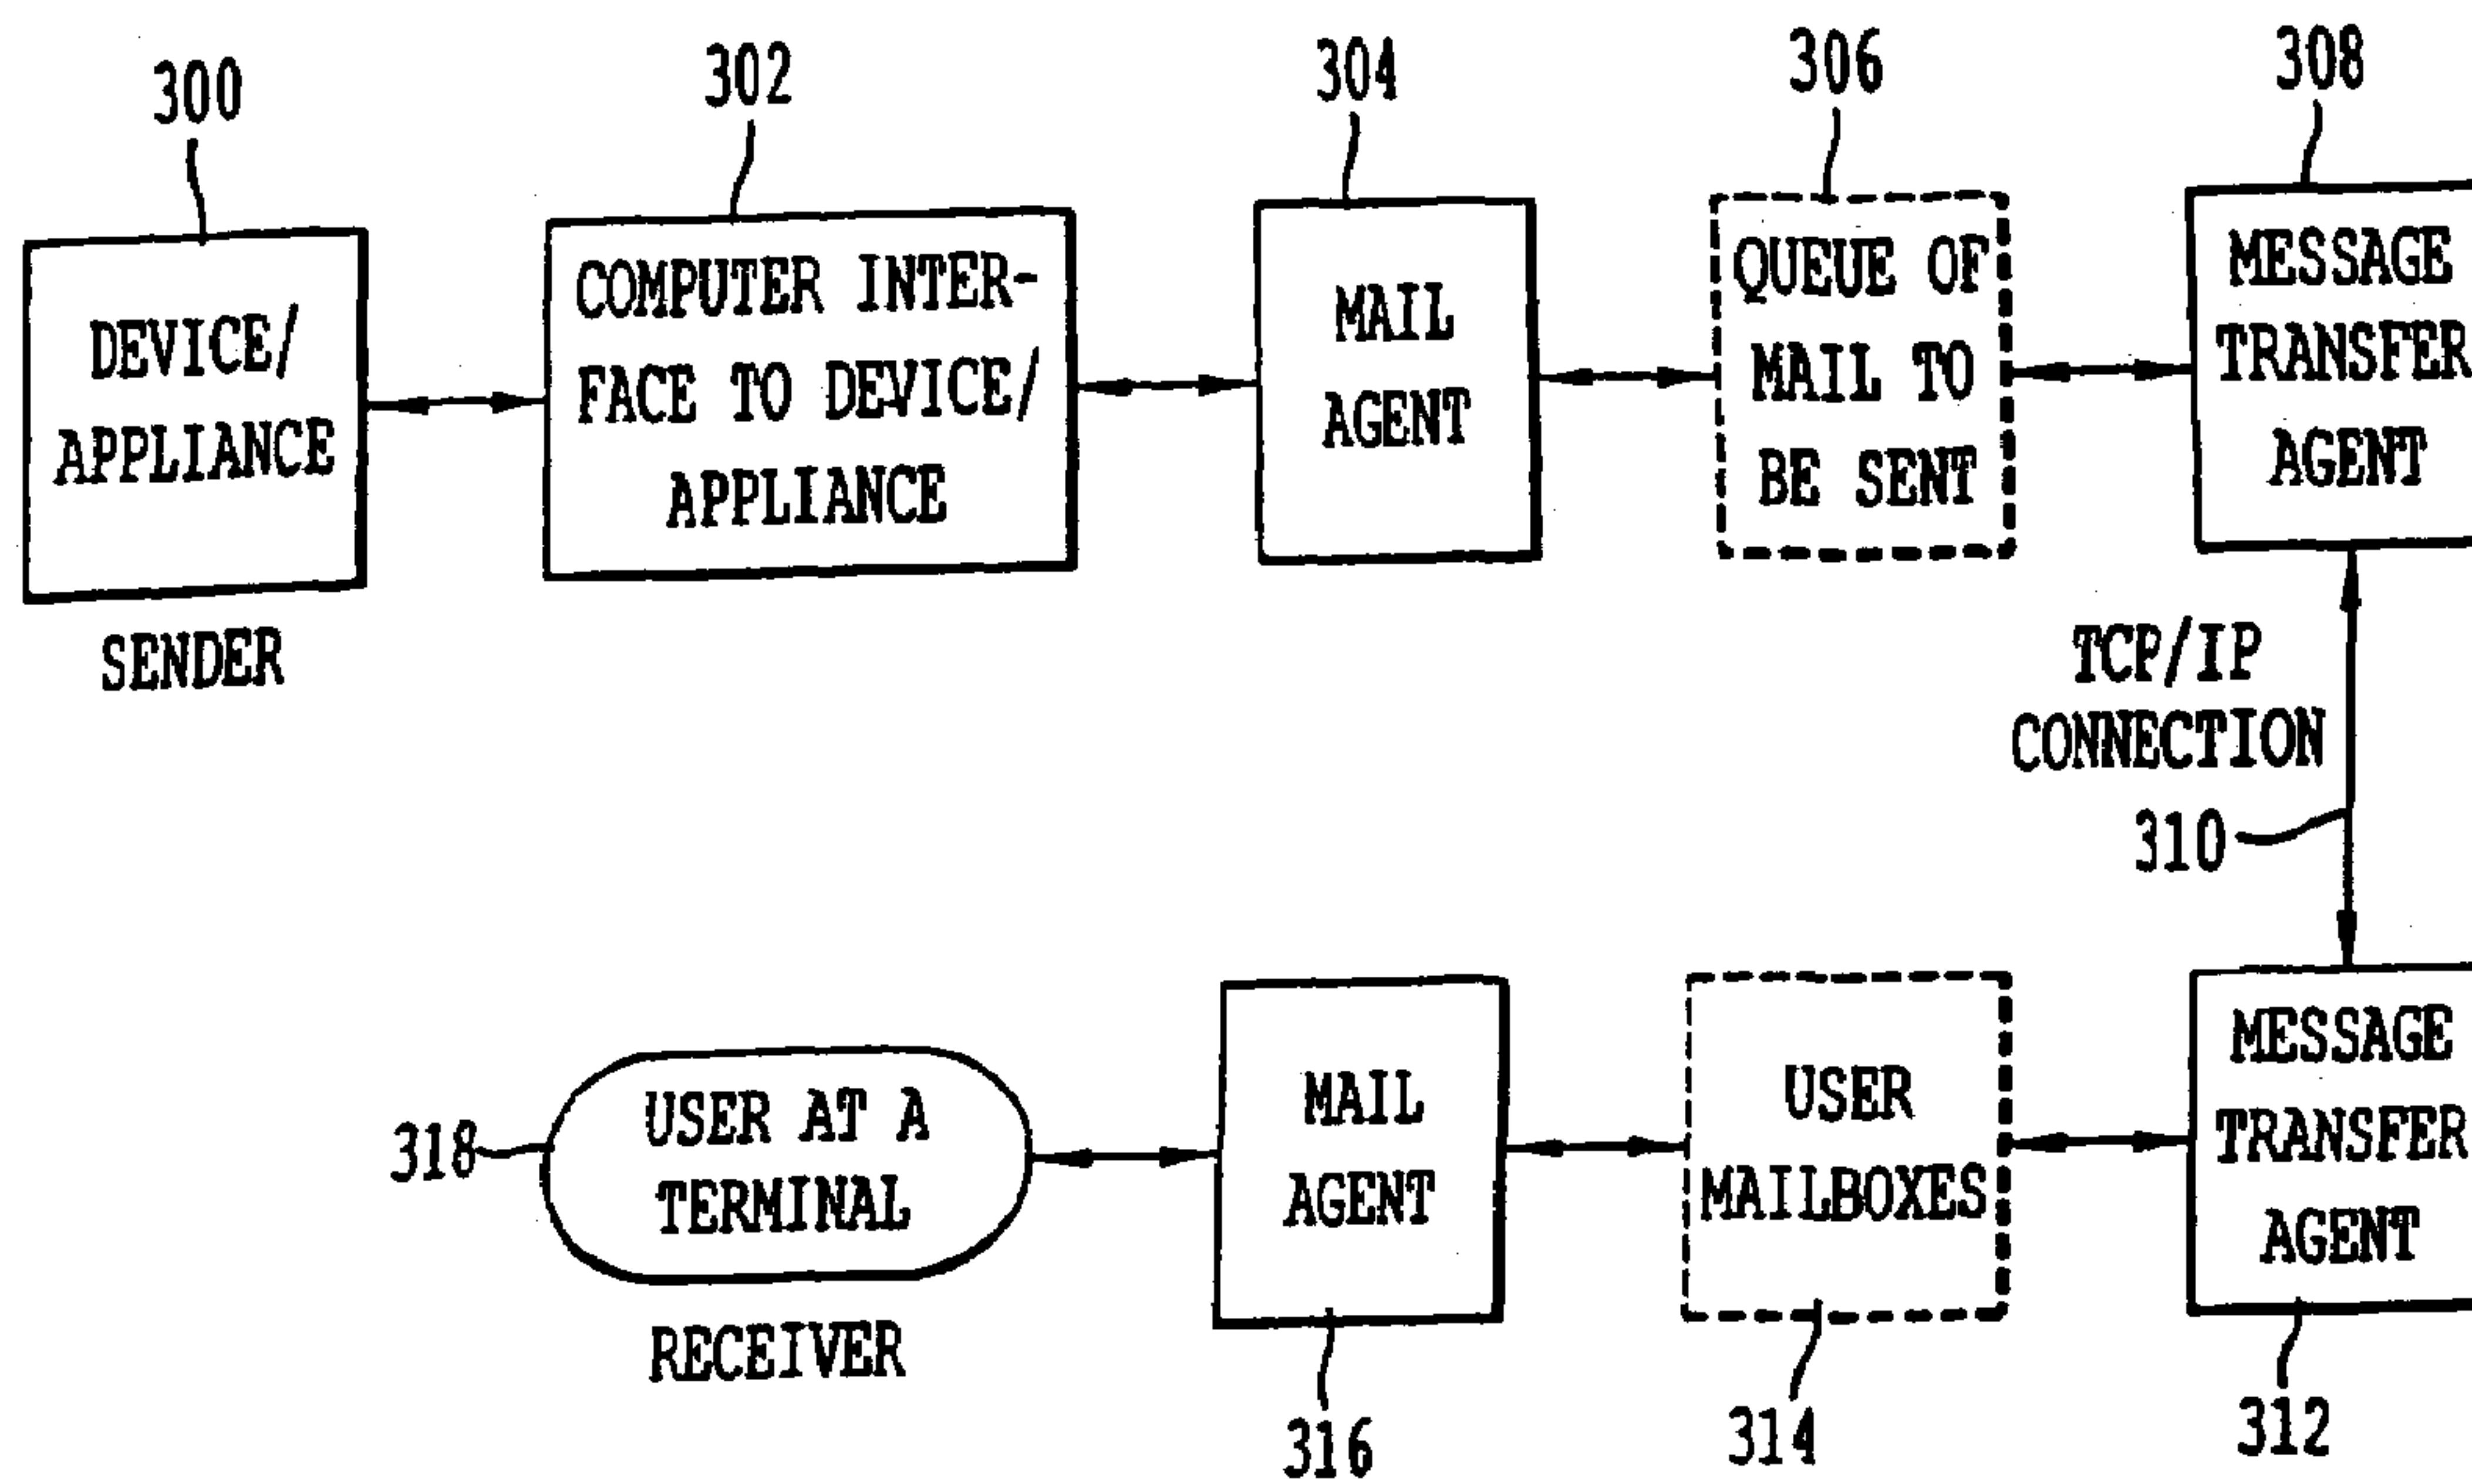 300
302
304
306
308
DEVICE/
APPLIANCE
COMPUTER INTER-
FACE TO DEVICE/
APPLIANCE
MAIL
AGENT
QUEUE OF
MAIL TO
BE SENT
MESSAGE
TRANSFER
AGENT
SENDER
TCP/IP
CONNECTION
310
318
USER AT A
TERMINAL
RECEIVER
MAIL
AGENT
USER
MAILBOXES
MESSAGE
TRANSFER
AGENT
316
314
312